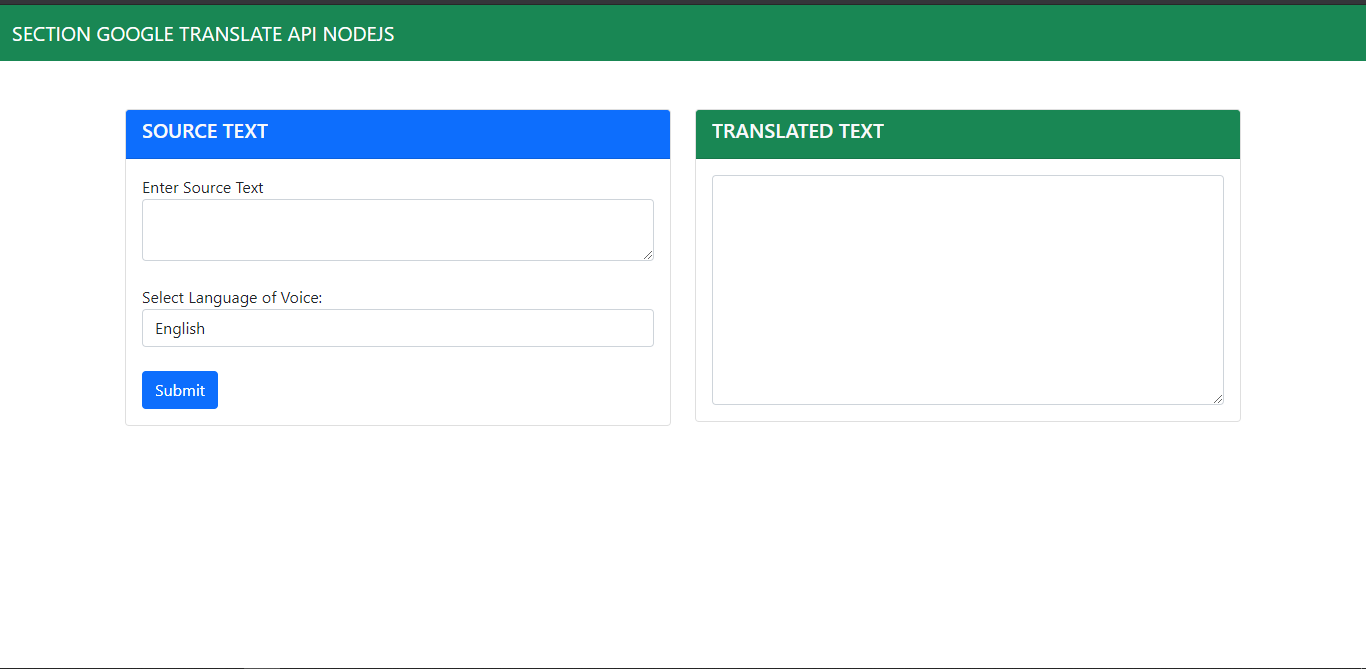 SECTION GOOGLE TRANSLATE API NODEJS
SOURCE TEXT
Enter Source Text
Select Language of Voice:
English
Submit
TRANSLATED TEXT